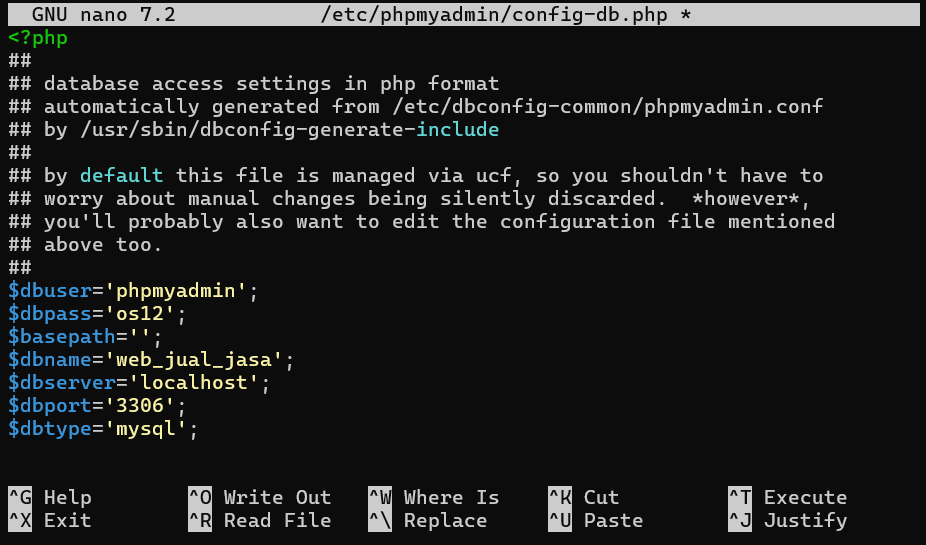 GNU nano 7.2 /etc/phpmyadmin/config-db.php *
<?php
##
## database access settings in php format
## automatically generated from /etc/dbconfig-common/phpmyadmin.conf
## by /usr/sbin/dbconfig-generate-include
##
## by default this file is managed via ucf, so you shouldn't have to
## worry about manual changes being silently discarded.  *however*,
## you'll probably also want to edit the configuration file mentioned
## above too.
##
$dbuser='phpmyadmin';
$dbpass='os12';
$basepath='';
$dbname='web_jual_jasa';
$dbserver='localhost';
$dbport='3306';
$dbtype='mysql';
^G Help ^O Write Out ^W Where Is ^K Cut ^T Execute
^X Exit ^R Read File ^\ Replace ^U Paste ^J Justify